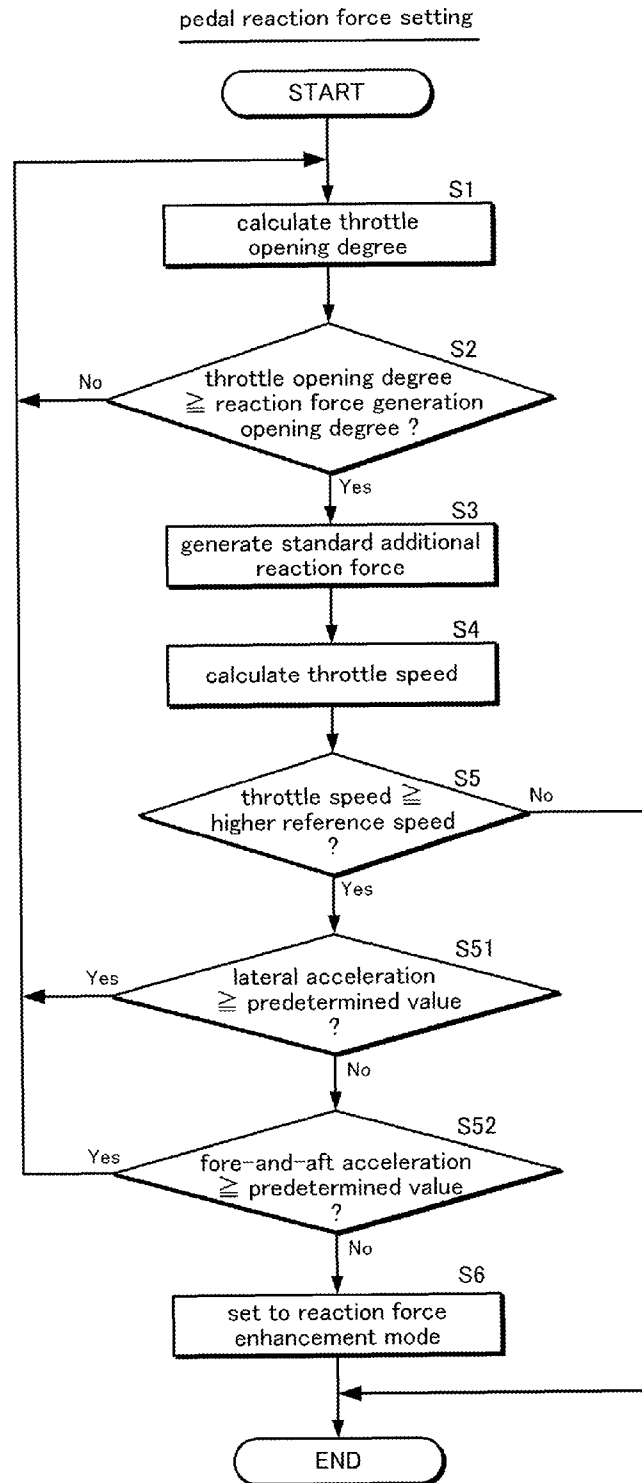 pedal reaction force setting
START
S1
calculate throttle
opening degree
S2
No
throttle opening degree
≧ reaction force generation
opening degree ?
Yes
S3
generate standard additional
reaction force
S4
calculate throttle speed
S5
No
throttle speed ≧
higher reference speed
?
Yes
S51
Yes
lateral acceleration
≧ predetermined value
?
No
S52
Yes
fore-and-aft acceleration
≧ predetermined value
?
No
S6
set to reaction force
enhancement mode
END